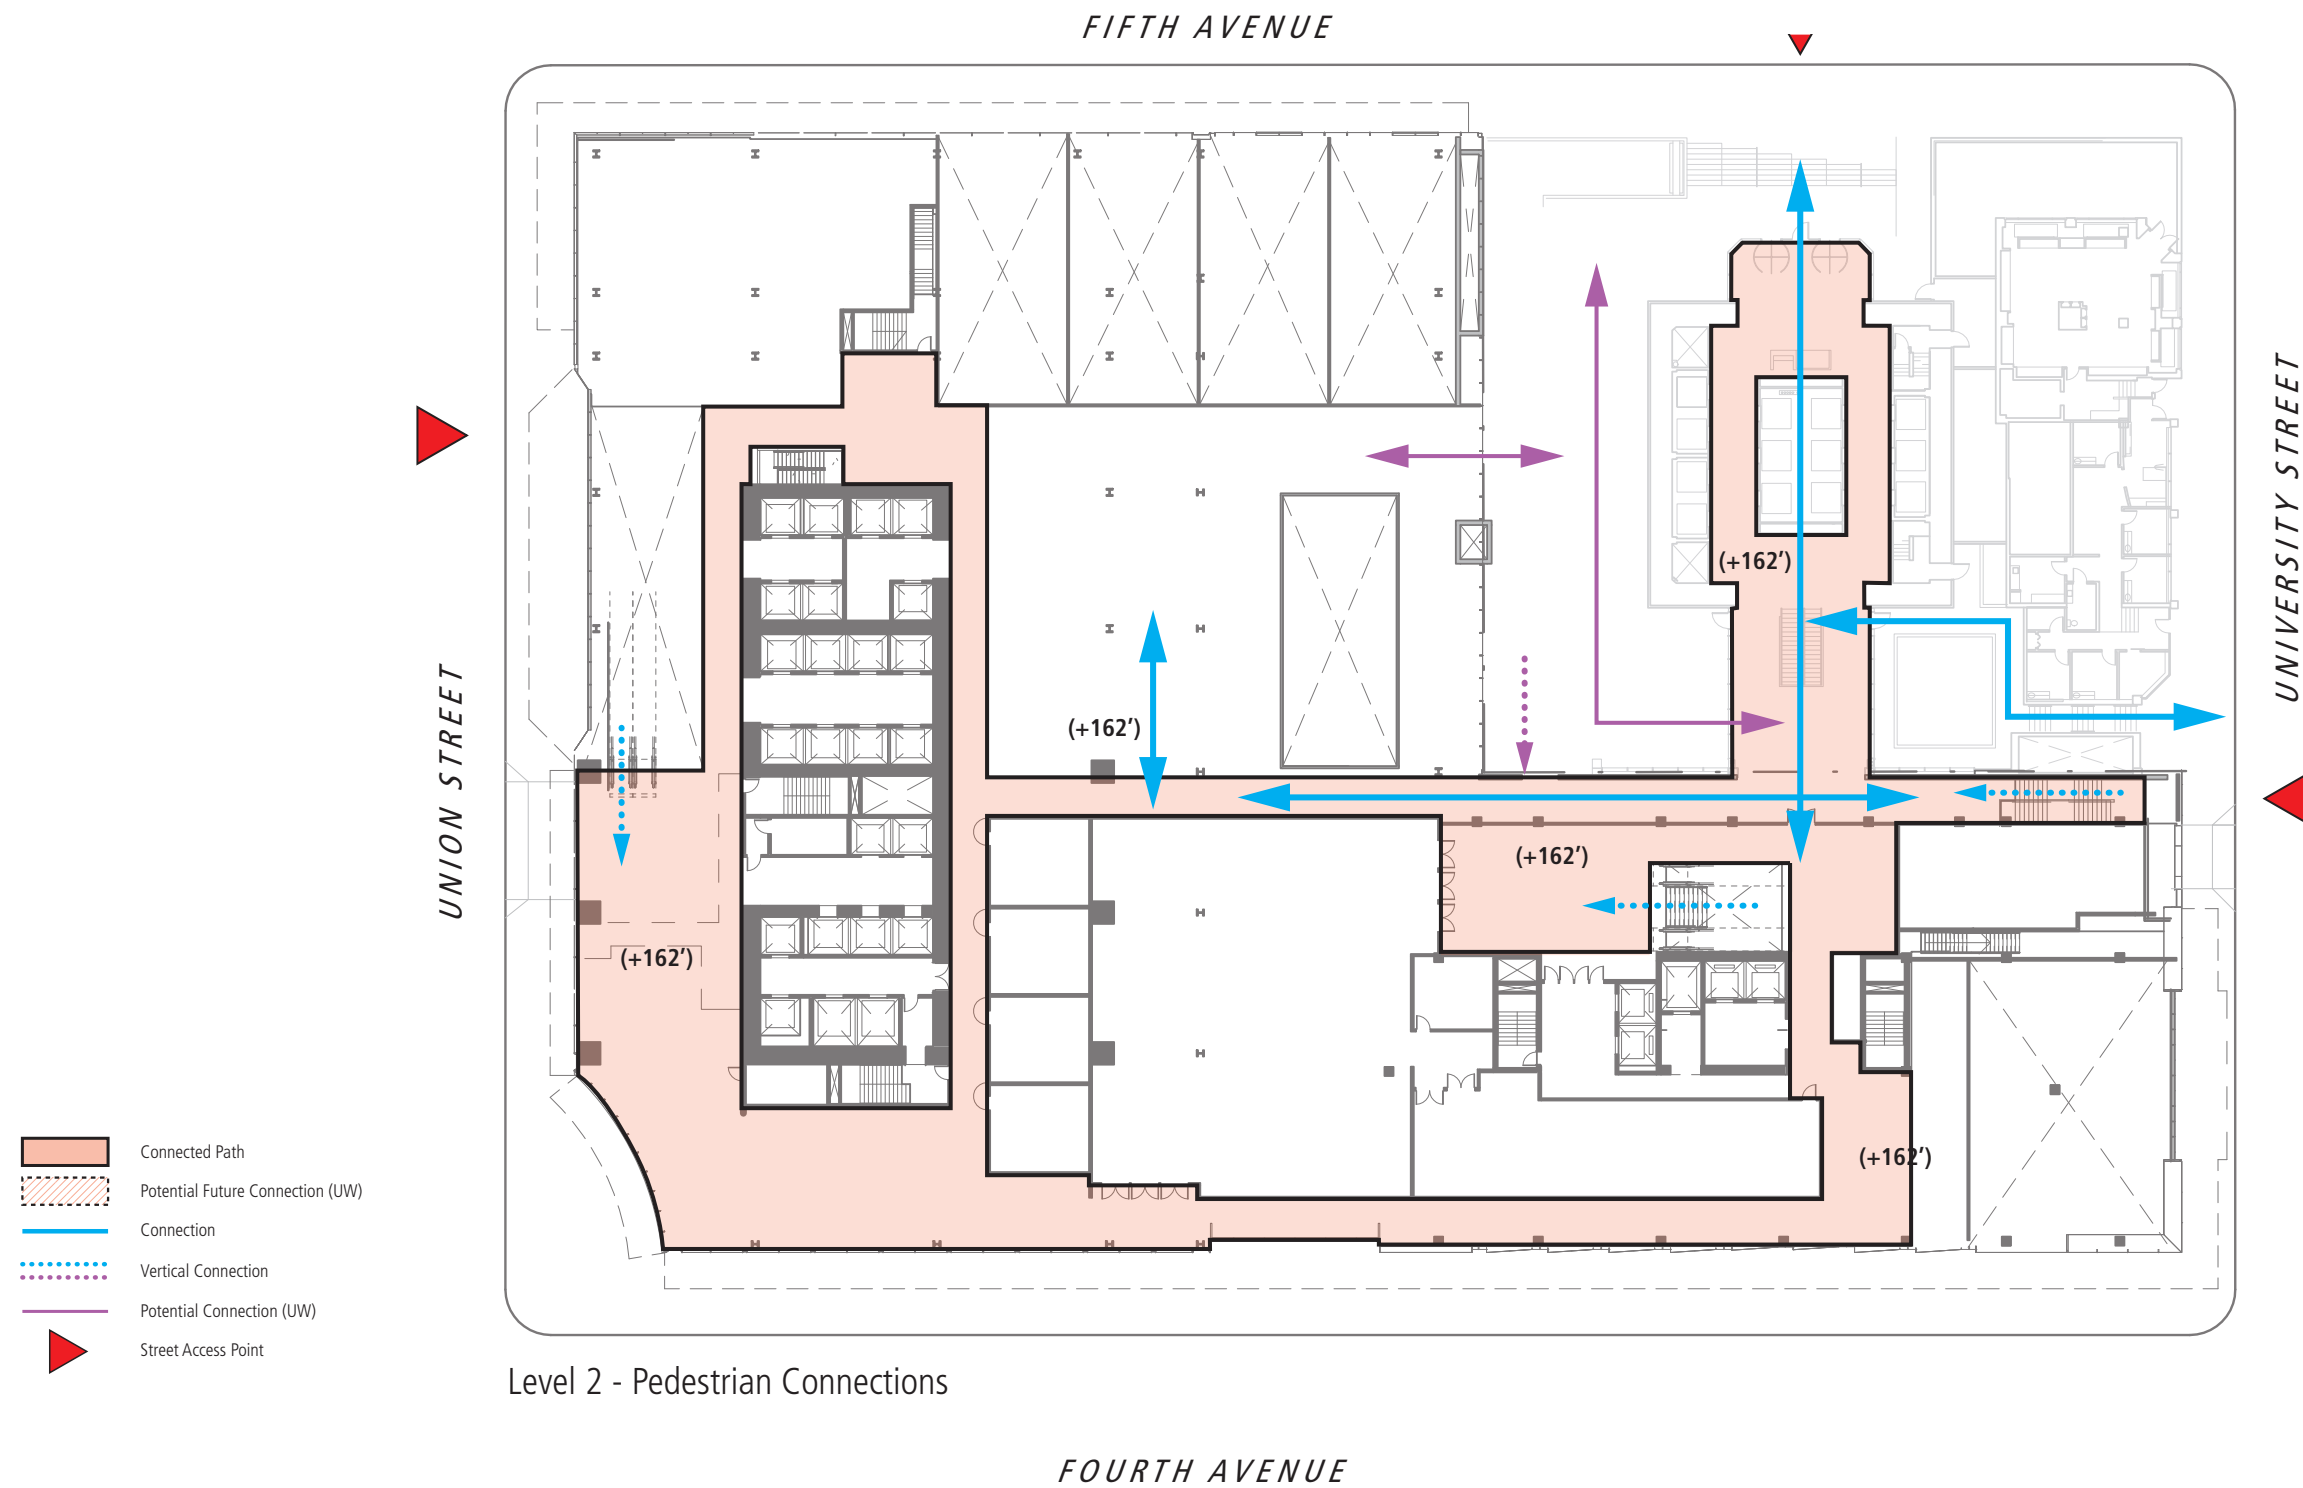 FIFTH AVENUE
UNIVERSITY STREET
(+162’)
UNION STREET
(+162’)
(+162’)
(+162’)
(+162’)
Connected Path
Potential Future Connection (UW)
Connection
Vertical Connection
Potential Connection (UW)
Street Access Point
Level 2 - Pedestrian Connections
FOURTH AVENUE